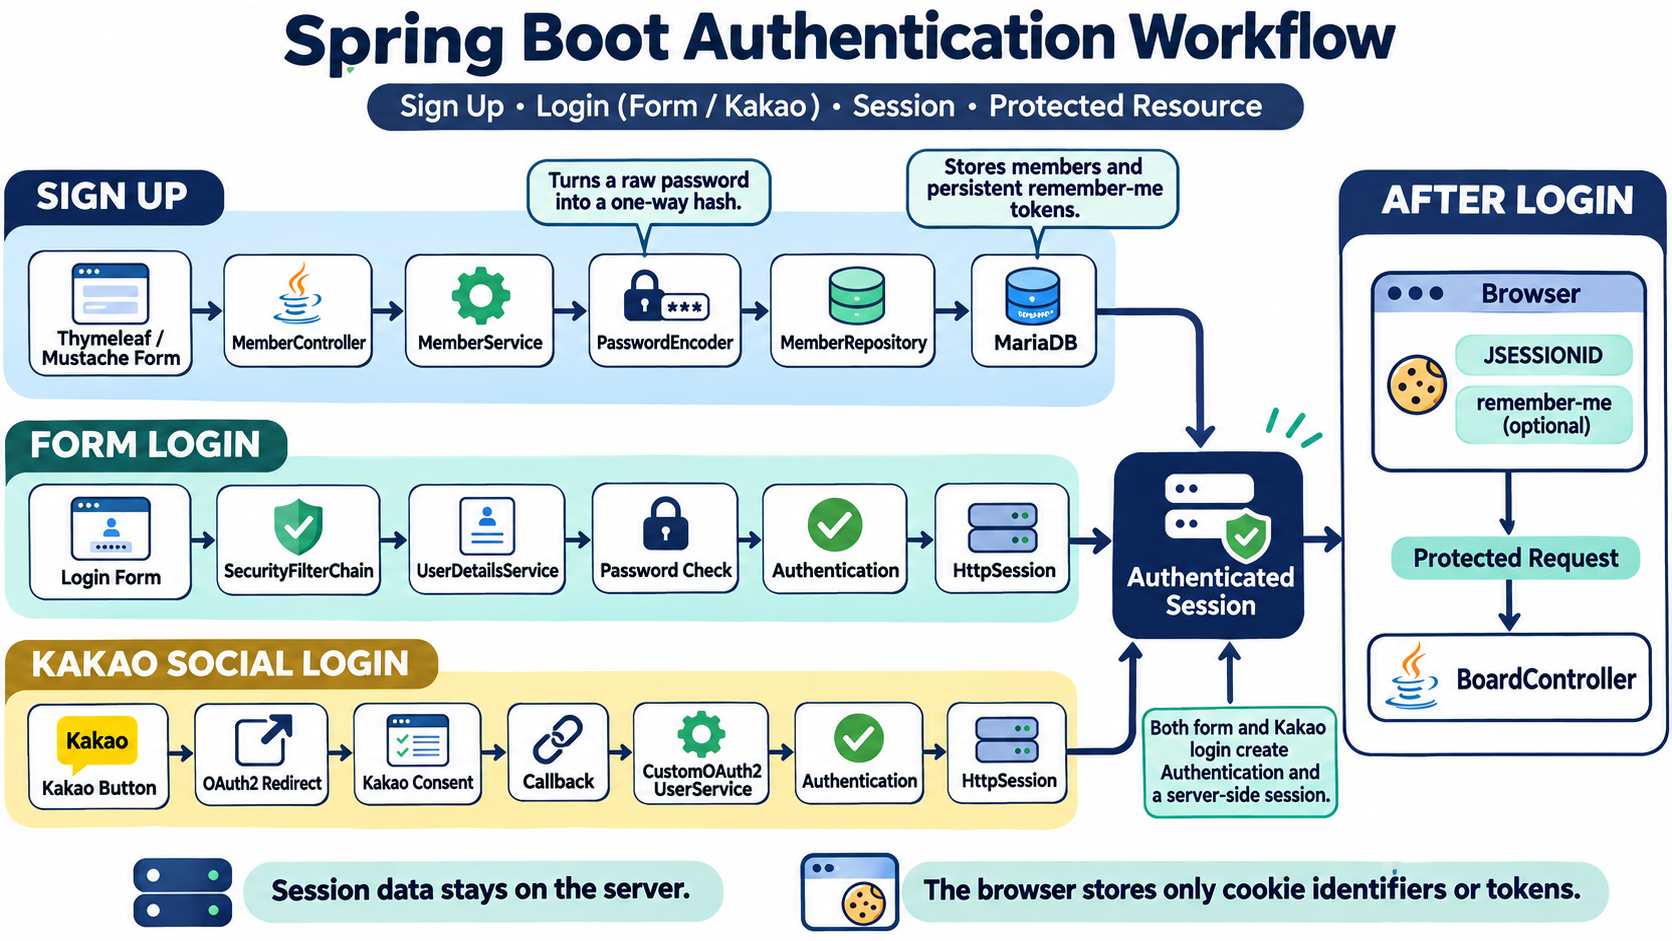 Spring Boot Authentication Workflow
Sign Up • Login (Form / Kakao) • Session • Protected Resource
SIGN UP
Turns a raw password
into a one-way hash.
Stores members and
persistent remember-me
tokens.
Thymeleaf /
Mustache Form
MemberController
MemberService
***
PasswordEncoder
MemberRepository
MariaDB
FORM LOGIN
Login Form
SecurityFilterChain
UserDetailsService
Password Check
Authentication
HttpSession
KAKAO SOCIAL LOGIN
Kakao
Kakao Button
OAuth2 Redirect
Kakao Consent
Callback
CustomOAuth2
UserService
Authentication
HttpSession
Authenticated
Session
Both form and Kakao
login create
Authentication and
a server-side session.
AFTER LOGIN
Browser
JSESSIONID
remember-me
(optional)
Protected Request
BoardController
Session data stays on the server.
The browser stores only cookie identifiers or tokens.